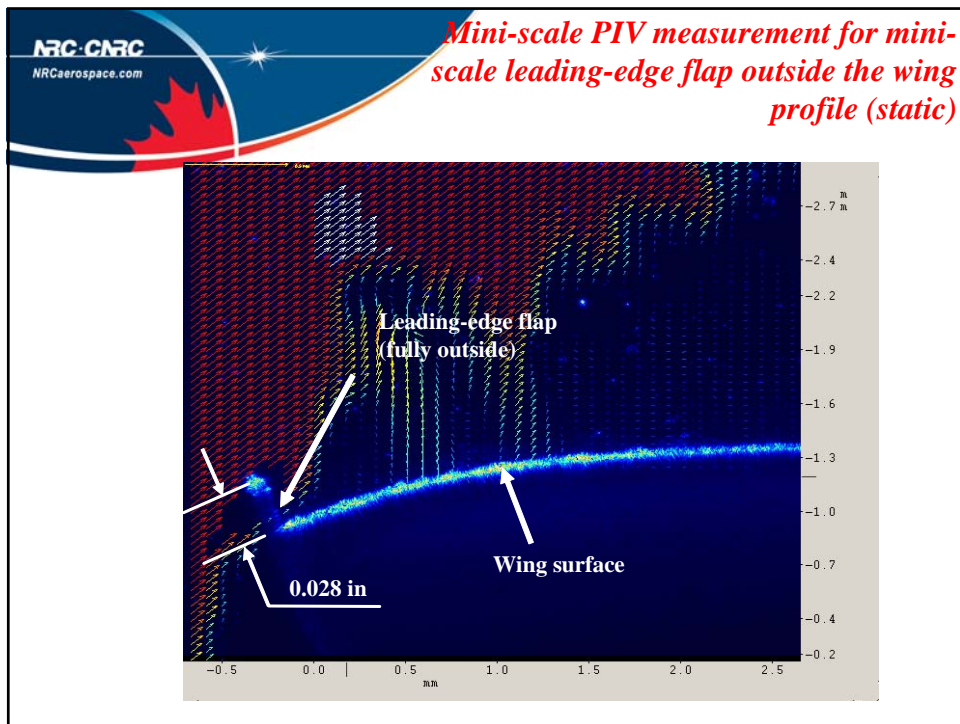 NRC·CNRC
NRCaerospace.com
Mini-scale PIV measurement for mini-
scale leading-edge flap outside the wing
profile (static)
m
m
-2.7
-2.4
-2.2
-1.9
-1.6
-1.3
-1.0
-0.7
-0.4
-0.2
Leading-edge flap
(fully outside)
Wing surface
0.028 in
-0.5
0.0
0.5
1.0
1.5
2.0
2.5
mm